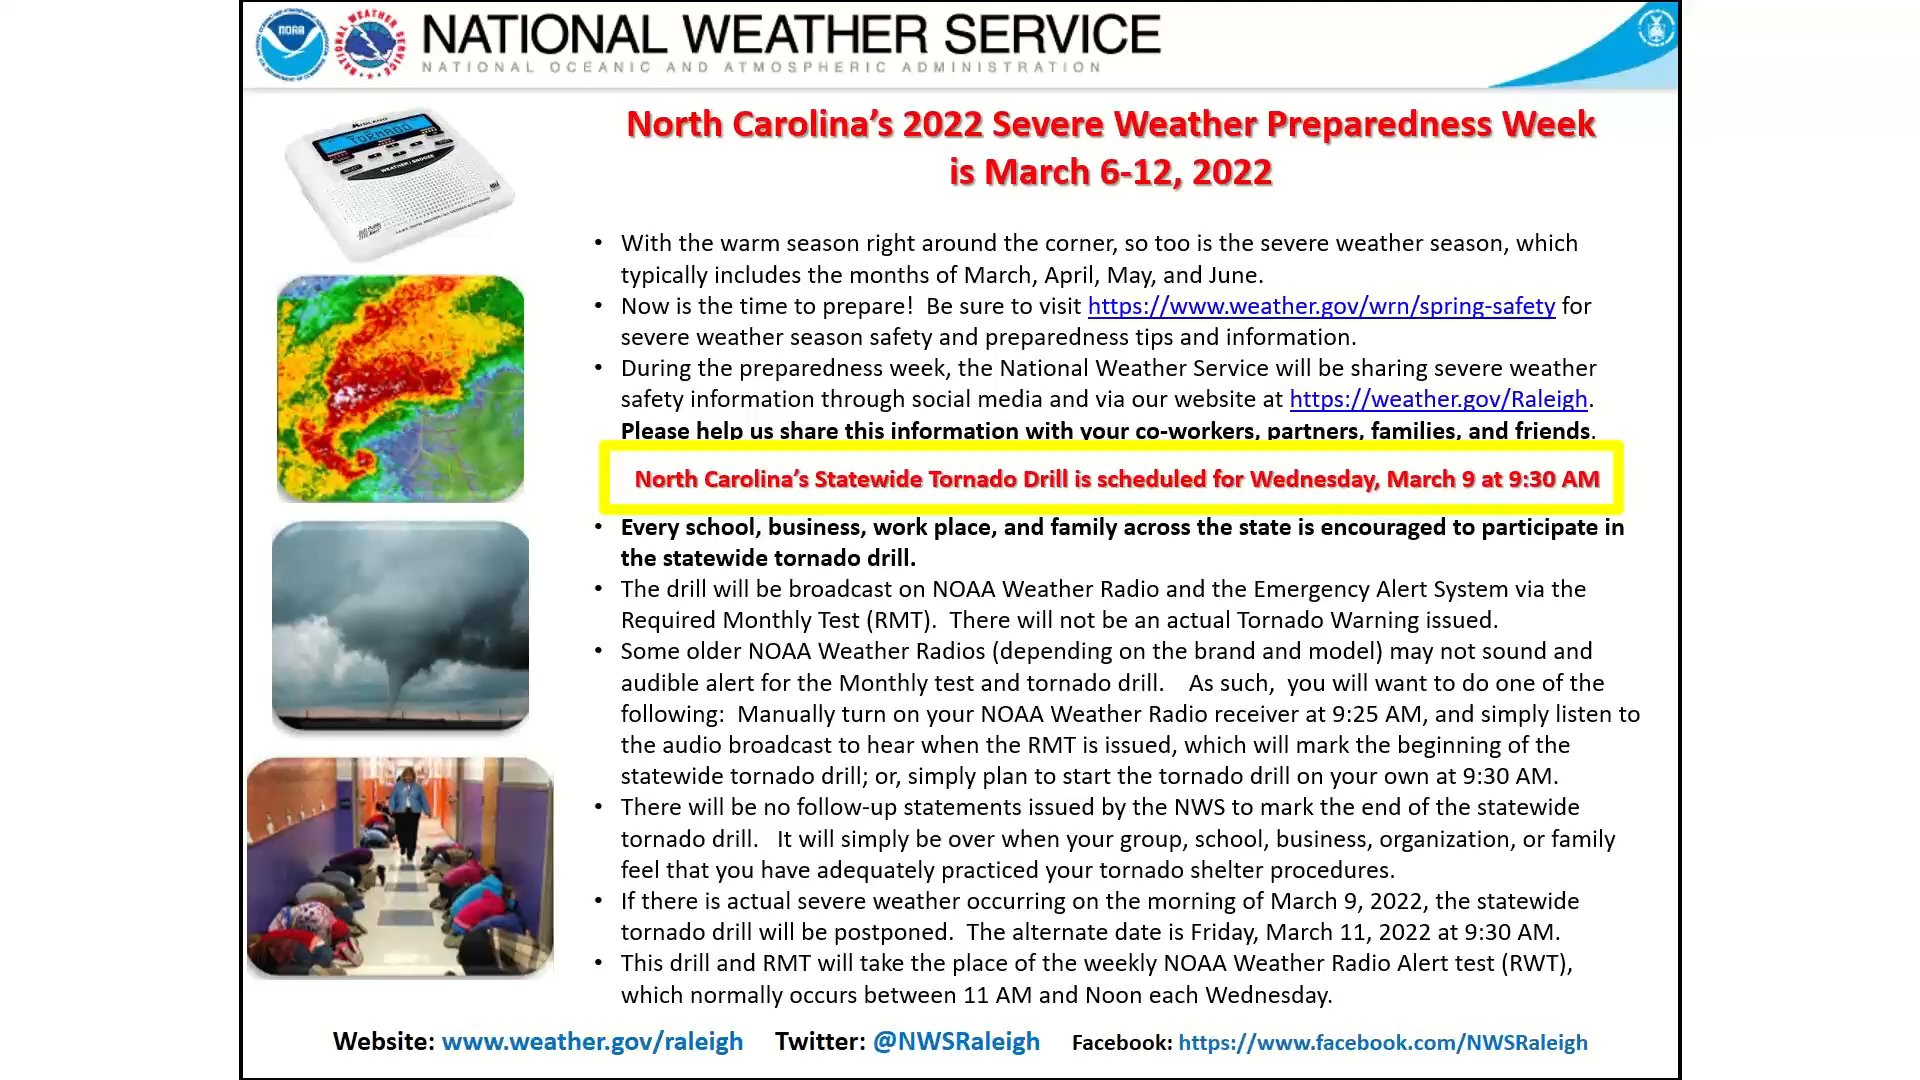 NATIONAL WEATHER SERVICE
NATIONAL OCEANIC AND ATMOSPHERIC ADMINISTRATION
NOAA
MIDLAND
TORNADO
WEATHER / SNOOZE
North Carolina’s 2022 Severe Weather Preparedness Week
is March 6-12, 2022
• With the warm season right around the corner, so too is the severe weather season, which
typically includes the months of March, April, May, and June.
• Now is the time to prepare!  Be sure to visit https://www.weather.gov/wrn/spring-safety for
severe weather season safety and preparedness tips and information.
• During the preparedness week, the National Weather Service will be sharing severe weather
safety information through social media and via our website at https://weather.gov/Raleigh.
Please help us share this information with your co-workers, partners, families, and friends.
North Carolina’s Statewide Tornado Drill is scheduled for Wednesday, March 9 at 9:30 AM
• Every school, business, work place, and family across the state is encouraged to participate in
the statewide tornado drill.
• The drill will be broadcast on NOAA Weather Radio and the Emergency Alert System via the
Required Monthly Test (RMT).  There will not be an actual Tornado Warning issued.
• Some older NOAA Weather Radios (depending on the brand and model) may not sound and
audible alert for the Monthly test and tornado drill.    As such,  you will want to do one of the
following:  Manually turn on your NOAA Weather Radio receiver at 9:25 AM, and simply listen to
the audio broadcast to hear when the RMT is issued, which will mark the beginning of the
statewide tornado drill; or, simply plan to start the tornado drill on your own at 9:30 AM.
• There will be no follow-up statements issued by the NWS to mark the end of the statewide
tornado drill.   It will simply be over when your group, school, business, organization, or family
feel that you have adequately practiced your tornado shelter procedures.
• If there is actual severe weather occurring on the morning of March 9, 2022, the statewide
tornado drill will be postponed.  The alternate date is Friday, March 11, 2022 at 9:30 AM.
• This drill and RMT will take the place of the weekly NOAA Weather Radio Alert test (RWT),
which normally occurs between 11 AM and Noon each Wednesday.
Website: www.weather.gov/raleigh Twitter: @NWSRaleigh Facebook: https://www.facebook.com/NWSRaleigh